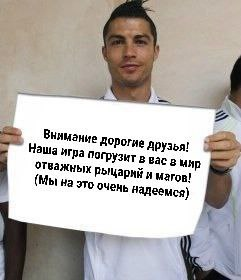 Внимание дорогие друзья!
Наша игра погрузит в вас в мир
отважных рыцарий и магов!
(Мы на это очень надеемся)